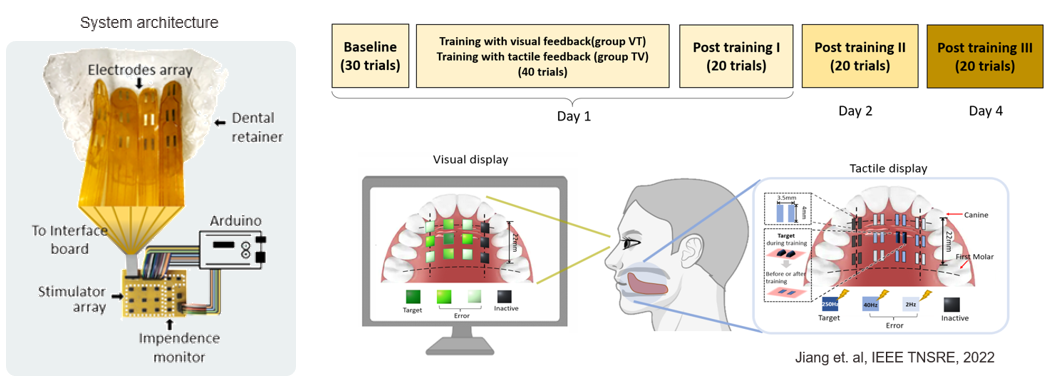 System architecture
Electrodes array
Dental
retainer
To Interface
board
Arduino
Stimulator
array
Impendence
monitor
Baseline
(30 trials)
Training with visual feedback(group VT)
Training with tactile feedback (group TV)
(40 trials)
Post training I
(20 trials)
Post training II
(20 trials)
Post training III
(20 trials)
Day 1
Day 2
Day 4
Visual display
22mm
Target
Error
Inactive
Tactile display
3.5mm
4mm
Target
during training
Before or after
training
Canine
22mm
First Molar
250Hz
40Hz
2Hz
Target
Error
Inactive
Jiang et. al, IEEE TNSRE, 2022